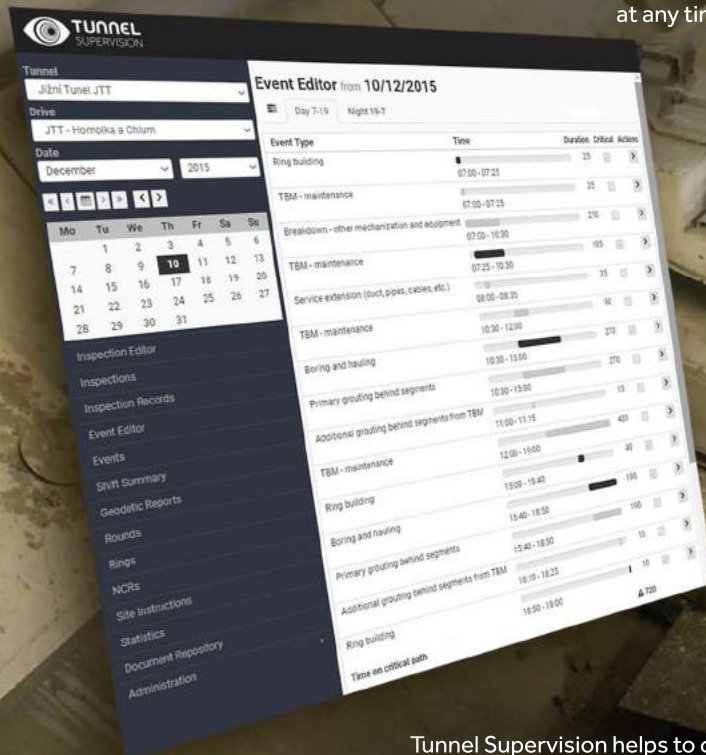 at any tim
TUNNEL
SUPERVISION
Tunnel
Jižní Tunel JTT
Drive
JTT - Homolka a Chlum
Date
December 2015
Mo Tu We Th Fr Sa Su
1 2 3 4 5 6
7 8 9 10 11 12 13
14 15 16 17 18 19 20
21 22 23 24 25 26 27
28 29 30 31
Inspection Editor
Inspections
Inspection Records
Event Editor
Events
Shift Summary
Geodetic Reports
Rounds
Rings
NCRs
Site Instructions
Statistics
Document Repository
Administration
Event Editor from 10/12/2015
Day 7-19 Night 19-7
Event Type Time Duration Critical Actions
Ring building 25
07:00 - 07:25
TBM - maintenance 25
07:00 - 07:25
Breakdown - other mechanization and equipment 210
07:00 - 10:30
TBM - maintenance 185
07:25 - 10:30
Service extension (duct, pipes, cables, etc.) 35
08:00 - 08:35
TBM - maintenance 90
10:30 - 12:00
Boring and hauling 270
10:30 - 15:00
Primary grouting behind segments 270
10:30 - 15:00
Additional grouting behind segments from TBM 15
11:00 - 11:15
TBM - maintenance 420
12:00 - 19:00
Ring building 40
15:00 - 15:40
Boring and hauling 190
15:40 - 18:50
Primary grouting behind segments 190
15:40 - 18:50
Additional grouting behind segments from TBM 15
18:10 - 18:25
Ring building 10
18:50 - 19:00
Time on critical path 720
Tunnel Supervision helps to c